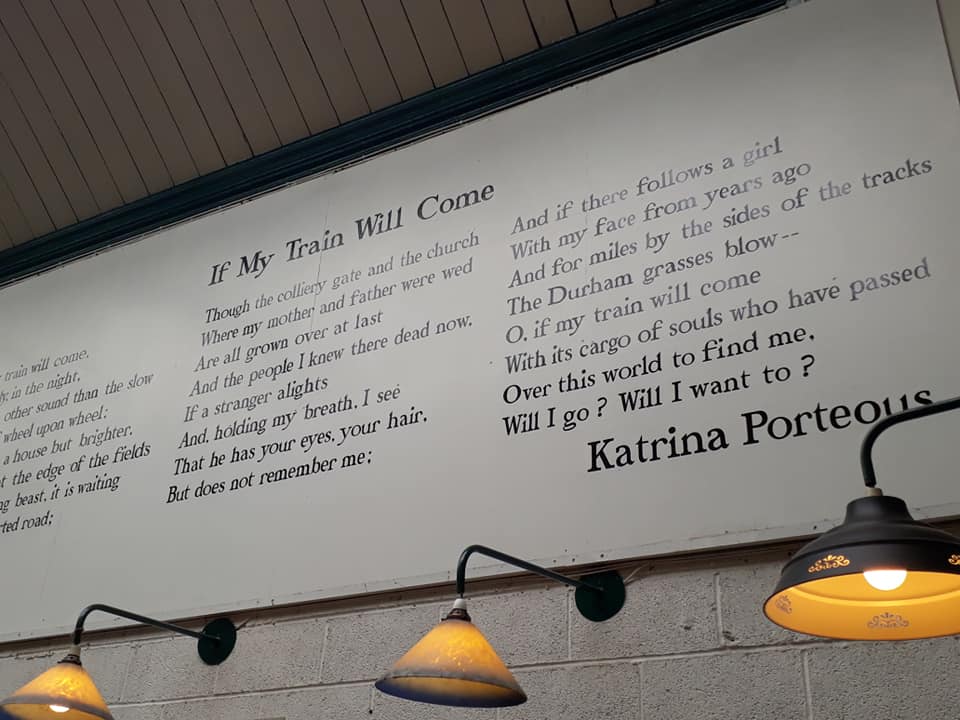 If My Train Will Come
train will come,
in the night,
other sound than the slow
wheel upon wheel;
a house but brighter,
the edge of the fields
beast, it is waiting
road;
Though the colliery gate and the church
Where my mother and father were wed
Are all grown over at last
And the people I knew there dead now,
If a stranger alights
And, holding my breath, I see
That he has your eyes, your hair,
But does not remember me;
And if there follows a girl
With my face from years ago
And for miles by the sides of the tracks
The Durham grasses blow--
O, if my train will come
With its cargo of souls who have passed
Over this world to find me,
Will I go? Will I want to?
Katrina Porteous